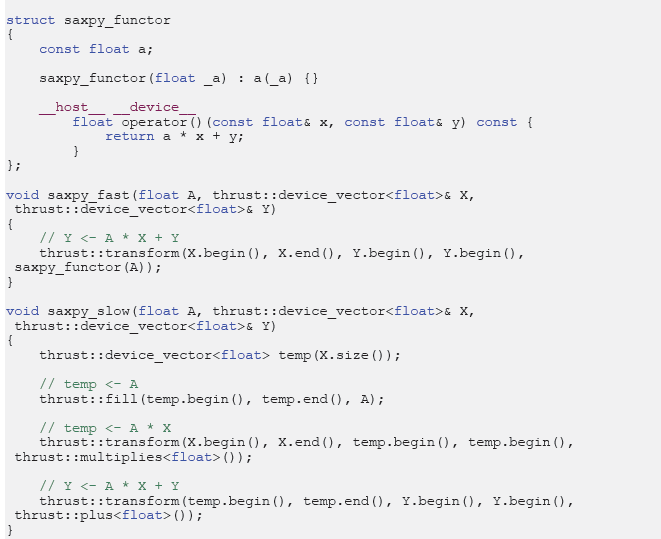 struct saxpy_functor
{
    const float a;

    saxpy_functor(float _a) : a(_a) {}

    __host__ __device__
        float operator()(const float& x, const float& y) const {
            return a * x + y;
        }
};

void saxpy_fast(float A, thrust::device_vector<float>& X,
 thrust::device_vector<float>& Y)
{
    // Y <- A * X + Y
    thrust::transform(X.begin(), X.end(), Y.begin(), Y.begin(),
 saxpy_functor(A));
}

void saxpy_slow(float A, thrust::device_vector<float>& X,
 thrust::device_vector<float>& Y)
{
    thrust::device_vector<float> temp(X.size());

    // temp <- A
    thrust::fill(temp.begin(), temp.end(), A);

    // temp <- A * X
    thrust::transform(X.begin(), X.end(), temp.begin(), temp.begin(),
 thrust::multiplies<float>());

    // Y <- A * X + Y
    thrust::transform(temp.begin(), temp.end(), Y.begin(), Y.begin(),
 thrust::plus<float>());
}